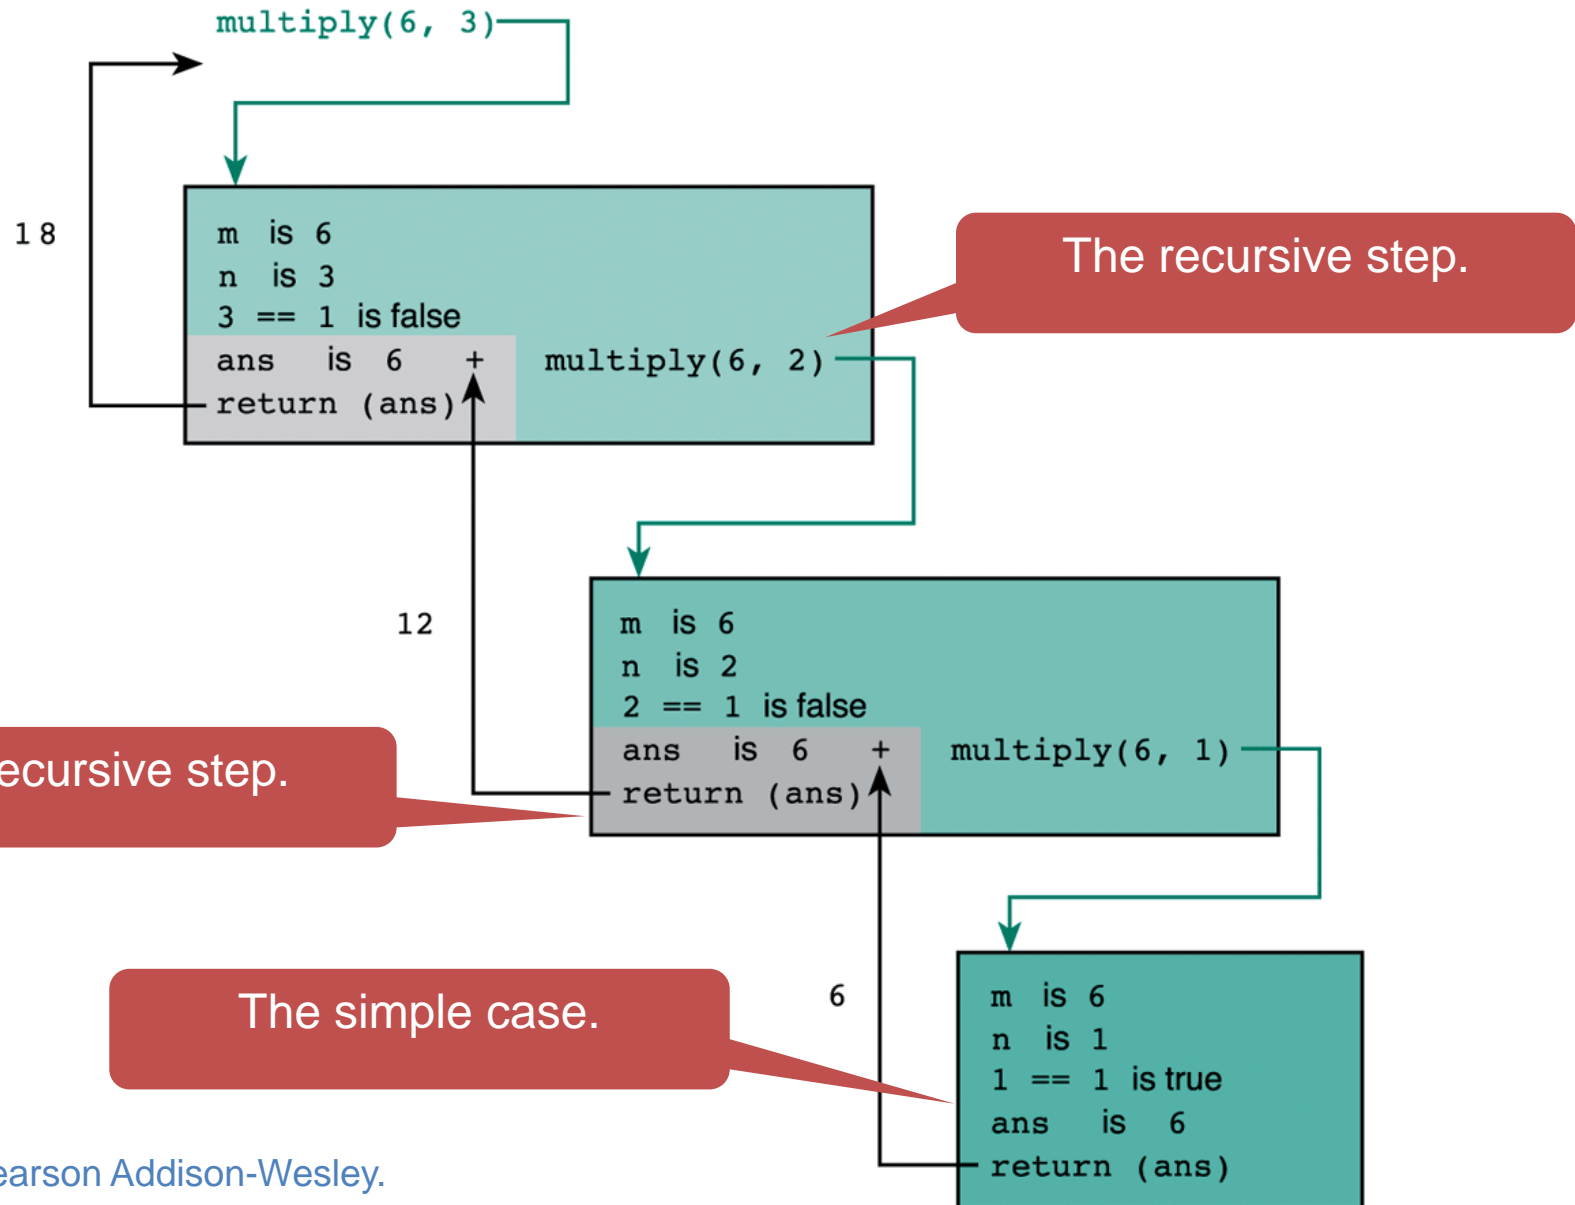 multiply(6, 3)
18
m is 6
n is 3
3 == 1 is false
ans is 6 + multiply(6, 2)
return (ans)
The recursive step.
12
m is 6
n is 2
2 == 1 is false
ans is 6 + multiply(6, 1)
return (ans)
ecursive step.
The simple case.
6
m is 6
n is 1
1 == 1 is true
ans is 6
return (ans)
earson Addison-Wesley.